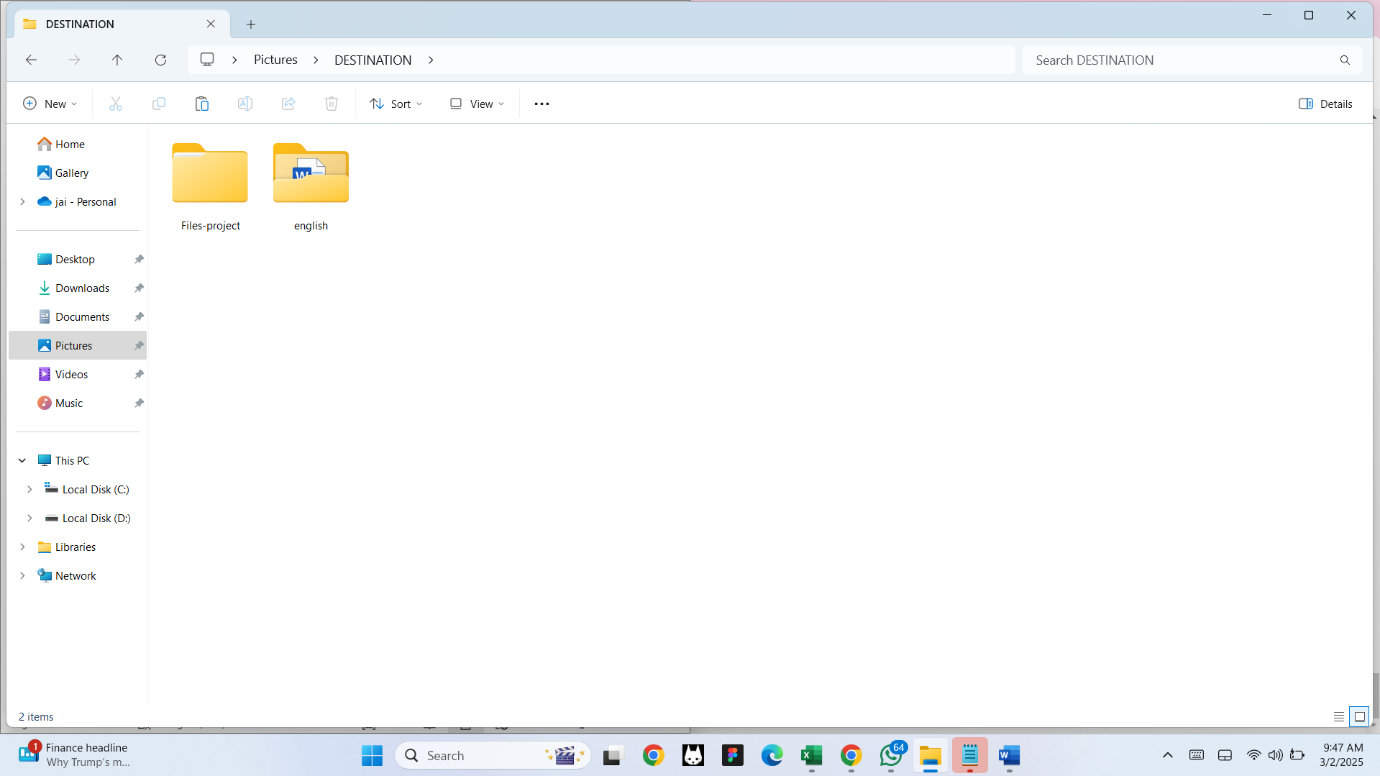 DESTINATION
Pictures
DESTINATION
Search DESTINATION
New
Sort
View
Details
Home
Gallery
jai - Personal
Desktop
Downloads
Documents
Pictures
Videos
Music
This PC
Local Disk (C:)
Local Disk (D:)
Libraries
Network
W
Files-project
english
2 items
1
Finance headline
Why Trump's m...
Search
64
W
9:47 AM
3/2/2025